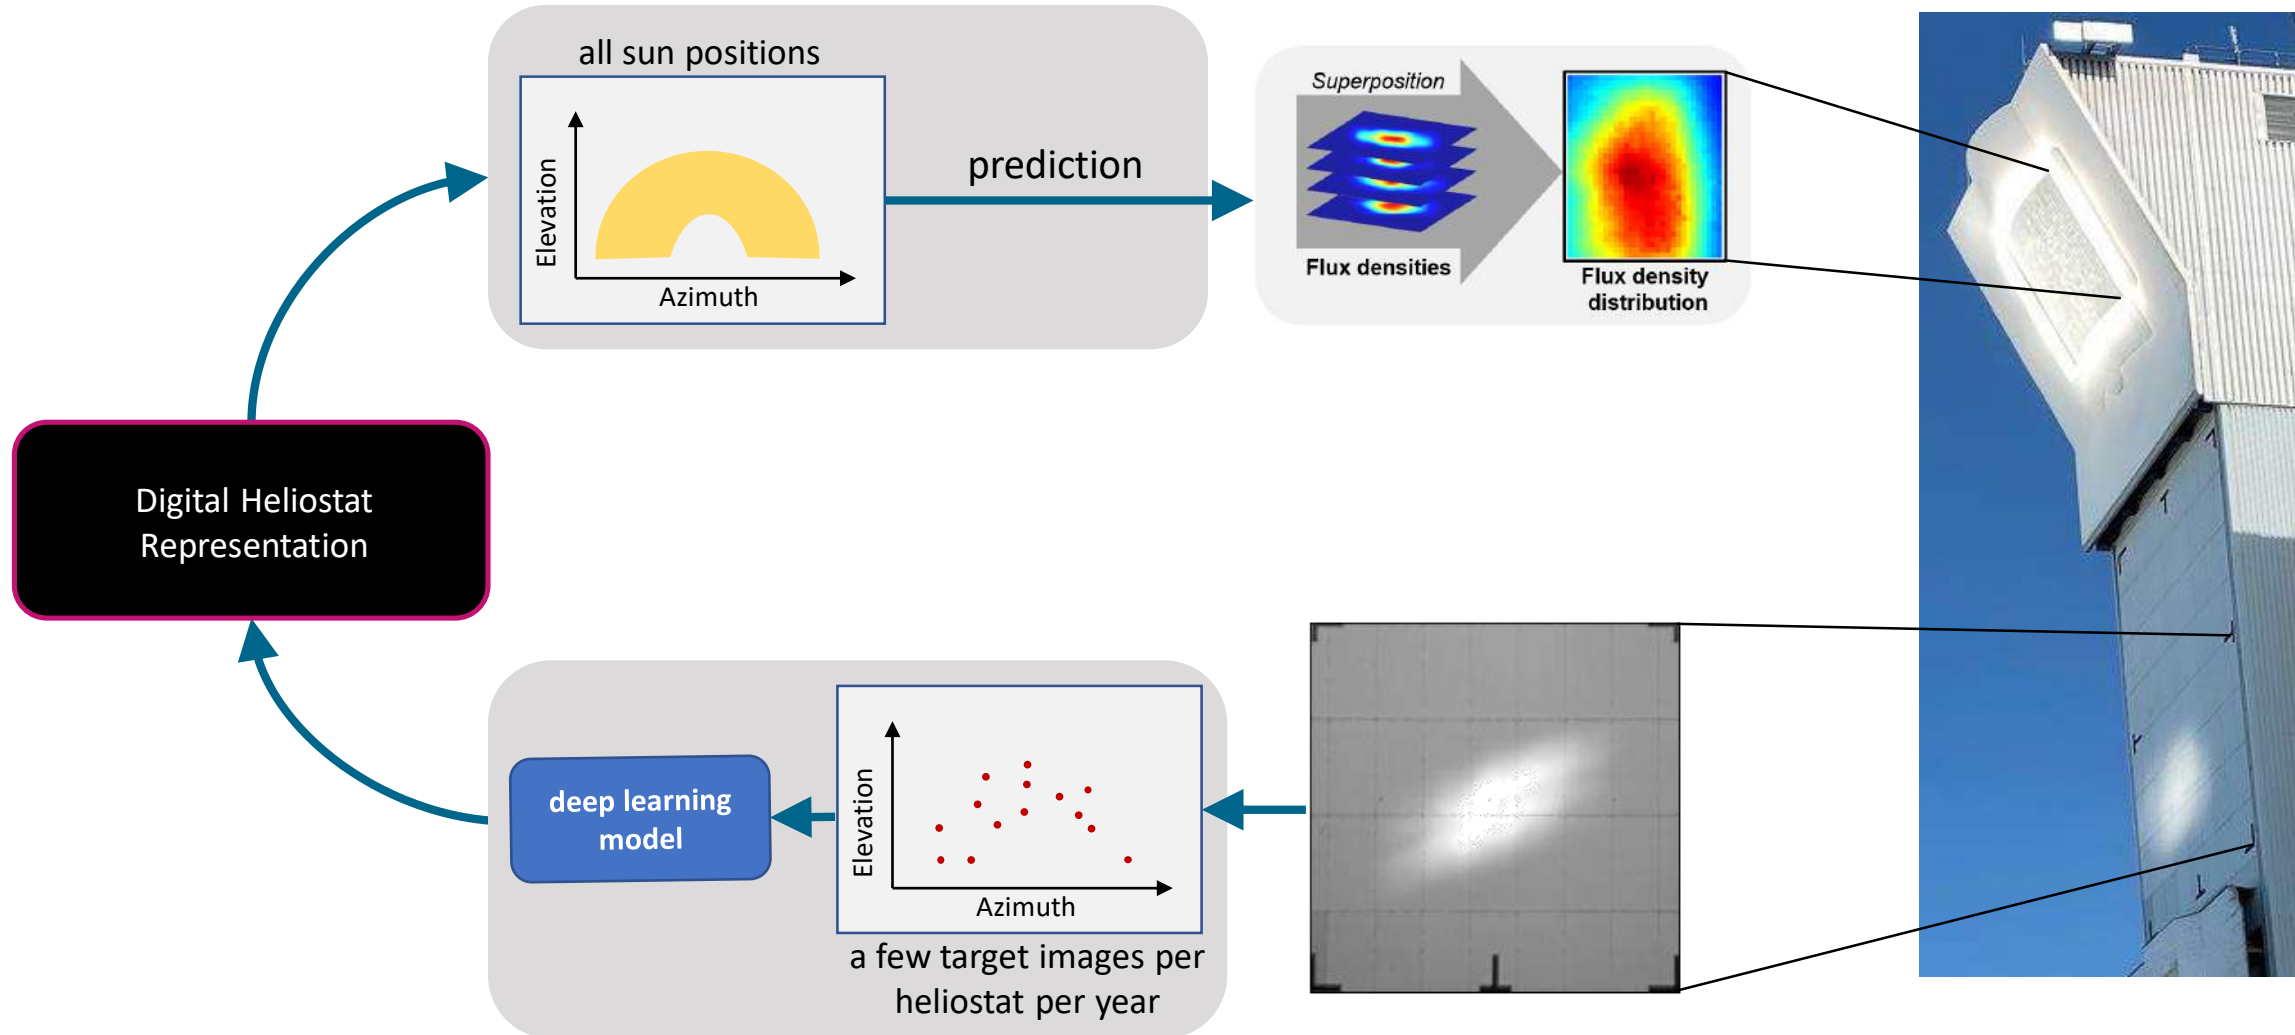 all sun positions
Elevation
Azimuth
prediction
Superposition
Flux densities
Flux density
distribution
Digital Heliostat
Representation
deep learning
model
Elevation
Azimuth
a few target images per
heliostat per year